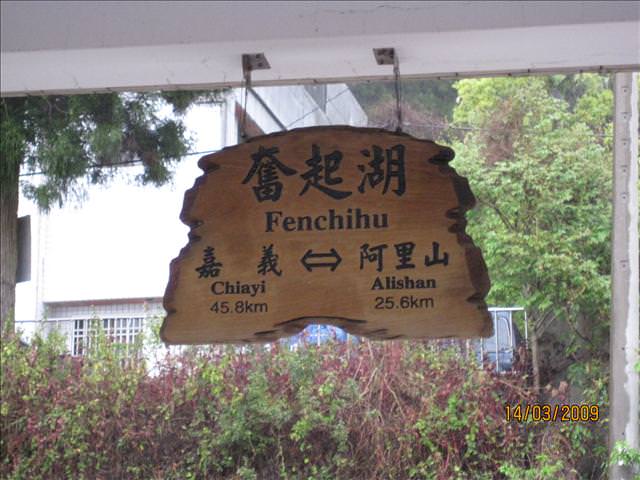 奮起湖
Fenchihu
嘉義 ⇔ 阿里山
Chiayi Alishan
45.8km 25.6km
14/03/2009